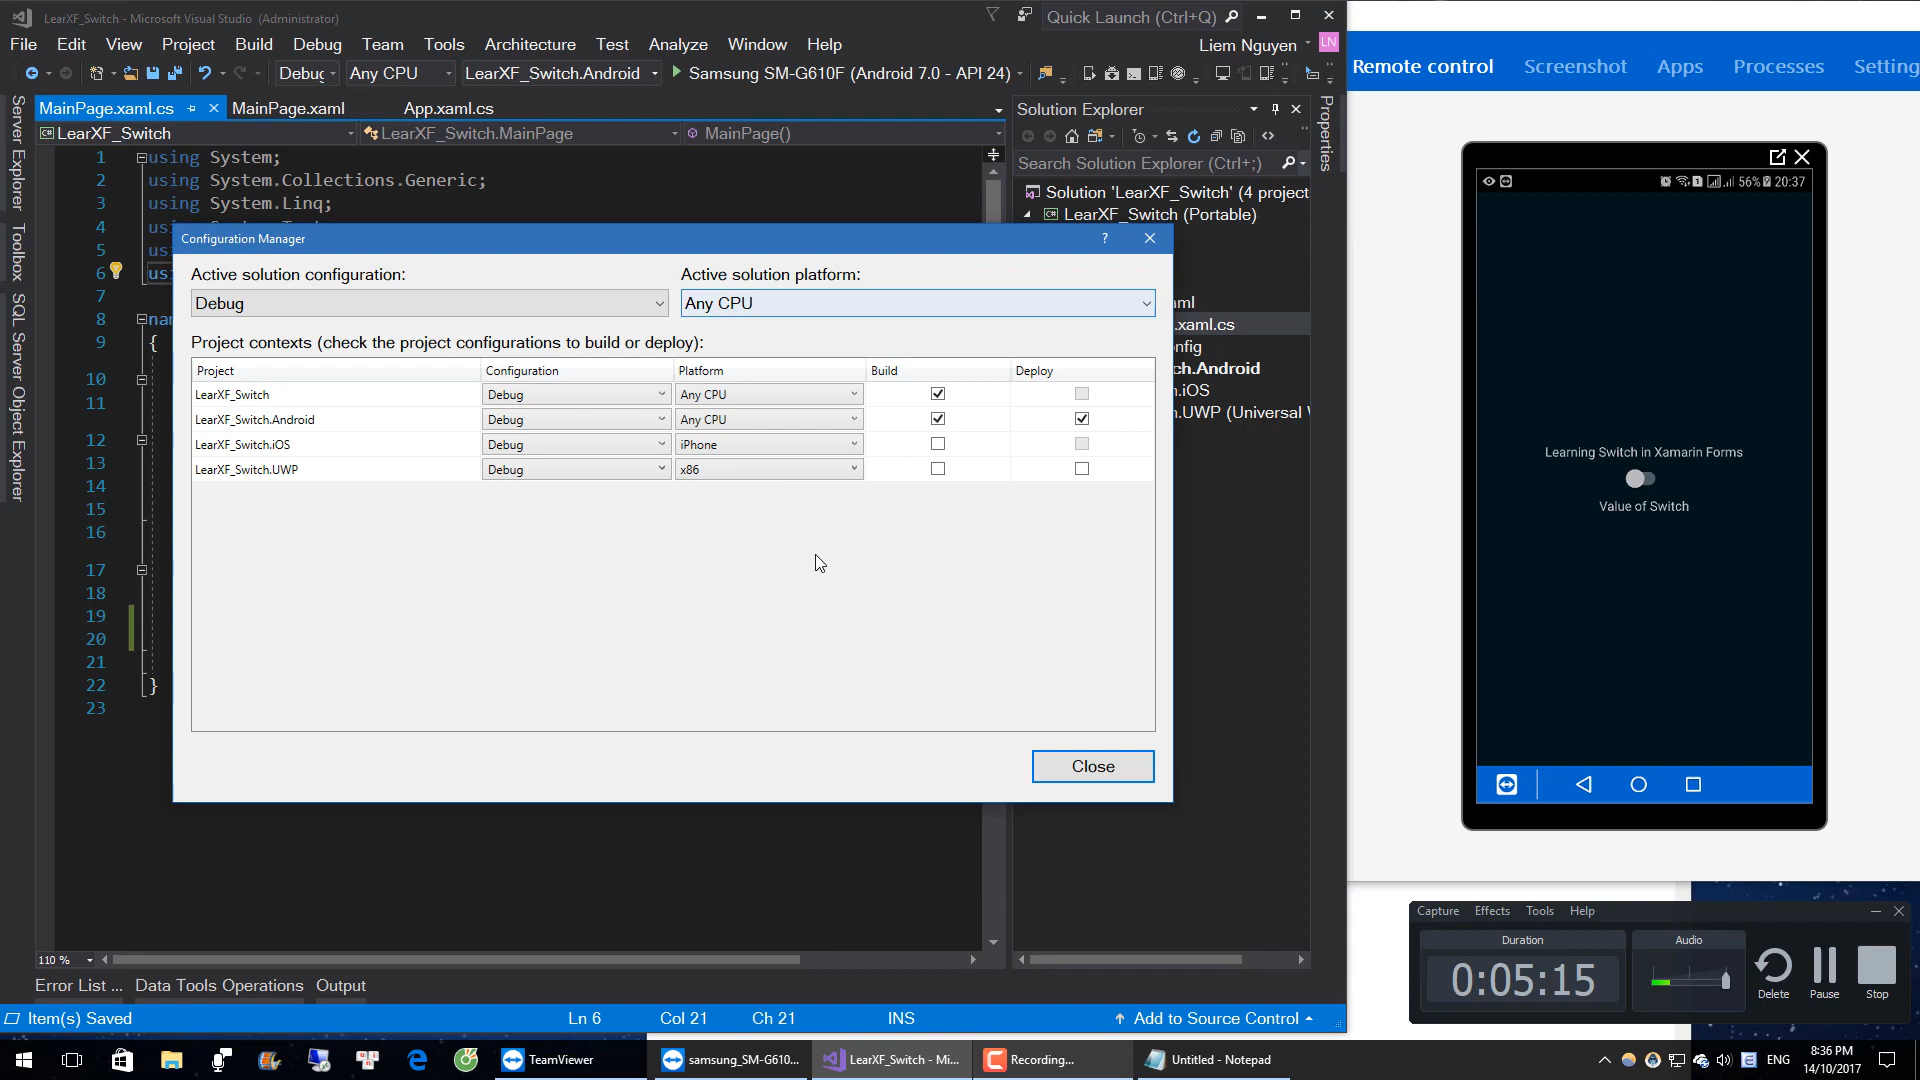 LearXF_Switch - Microsoft Visual Studio (Administrator)
Quick Launch (Ctrl+Q)
File Edit View Project Build Debug Team Tools Architecture Test Analyze Window Help
Liem Nguyen LN
Any CPU LearXF_Switch.Android Samsung SM-G610F (Android 7.0 - API 24)
Remote control Screenshot Apps Processes
MainPage.xaml.cs MainPage.xaml App.xaml.cs
Solution Explorer
LearXF_Switch LearXF_Switch.MainPage MainPage()
Search Solution Explorer (Ctrl+;)
Server Explorer
Toolbox
SQL Server Object Explorer
Properties
1 using System;
2 using System.Collections.Generic;
3 using System.Linq;
4
5
6
7
8
9 {
10
11
12
13
14
15
16
17
18
19
20
21
22 }
23
Solution 'LearXF_Switch' (4 project
LearXF_Switch (Portable)
.xaml.cs
Configuration Manager
?
Active solution configuration: Active solution platform:
Debug Any CPU
Project contexts (check the project configurations to build or deploy):
Project Configuration Platform Build Deploy
LearXF_Switch Debug Any CPU
LearXF_Switch.Android Debug Any CPU
LearXF_Switch.iOS Debug iPhone
LearXF_Switch.UWP Debug x86
Close
56% 20:37
Learning Switch in Xamarin Forms
Value of Switch
110 %
Error List ... Data Tools Operations Output
Item(s) Saved Ln 6 Col 21 Ch 21 INS Add to Source Control
Capture Effects Tools Help
Duration Audio
0:05:15
Delete Pause Stop
TeamViewer samsung_SM-G610... LearXF_Switch - Mi... Recording... Untitled - Notepad
ENG
8:36 PM
14/10/2017